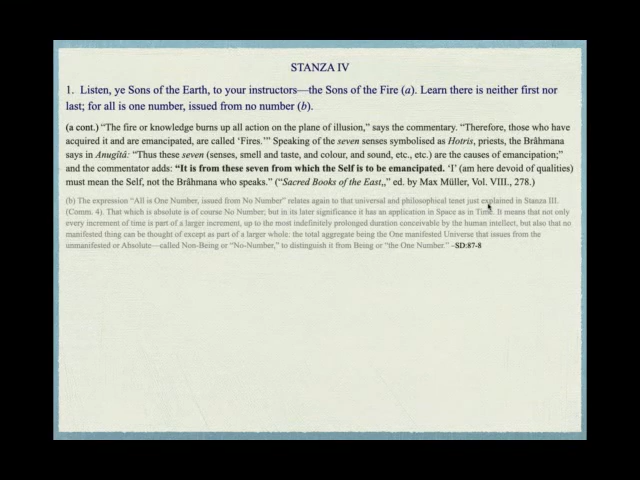 STANZA IV
1. Listen, ye Sons of the Earth, to your instructors—the Sons of the Fire (a). Learn there is neither first nor
last; for all is one number, issued from no number (b).
(a cont.) “The fire or knowledge burns up all action on the plane of illusion,” says the commentary. “Therefore, those who have
acquired it and are emancipated, are called ‘Fires.’” Speaking of the seven senses symbolised as Hotris, priests, the Brâhmana
says in Anugîtâ: “Thus these seven (senses, smell and taste, and colour, and sound, etc., etc.) are the causes of emancipation;”
and the commentator adds: “It is from these seven from which the Self is to be emancipated. ‘I’ (am here devoid of qualities)
must mean the Self, not the Brâhmana who speaks.” (“Sacred Books of the East,„ ed. by Max Müller, Vol. VIII., 278.)
(b) The expression “All is One Number, issued from No Number” relates again to that universal and philosophical tenet just explained in Stanza III.
(Comm. 4). That which is absolute is of course No Number; but in its later significance it has an application in Space as in Time. It means that not only
every increment of time is part of a larger increment, up to the most indefinitely prolonged duration conceivable by the human intellect, but also that no
manifested thing can be thought of except as part of a larger whole: the total aggregate being the One manifested Universe that issues from the
unmanifested or Absolute—called Non-Being or “No-Number,” to distinguish it from Being or “the One Number.” –SD:87-8